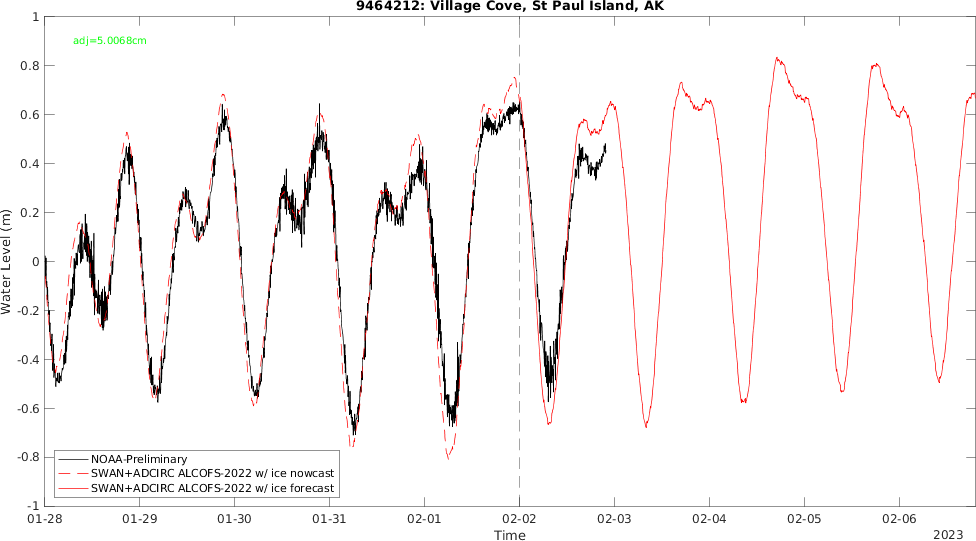 9464212: Village Cove, St Paul Island, AK
adj=5.0068cm
1
0.8
0.6
0.4
0.2
0
-0.2
-0.4
-0.6
-0.8
-1
Water Level (m)
NOAA-Preliminary
SWAN+ADCIRC ALCOFS-2022 w/ ice nowcast
SWAN+ADCIRC ALCOFS-2022 w/ ice forecast
01-28 01-29 01-30 01-31 02-01 02-02 02-03 02-04 02-05 02-06
Time
2023